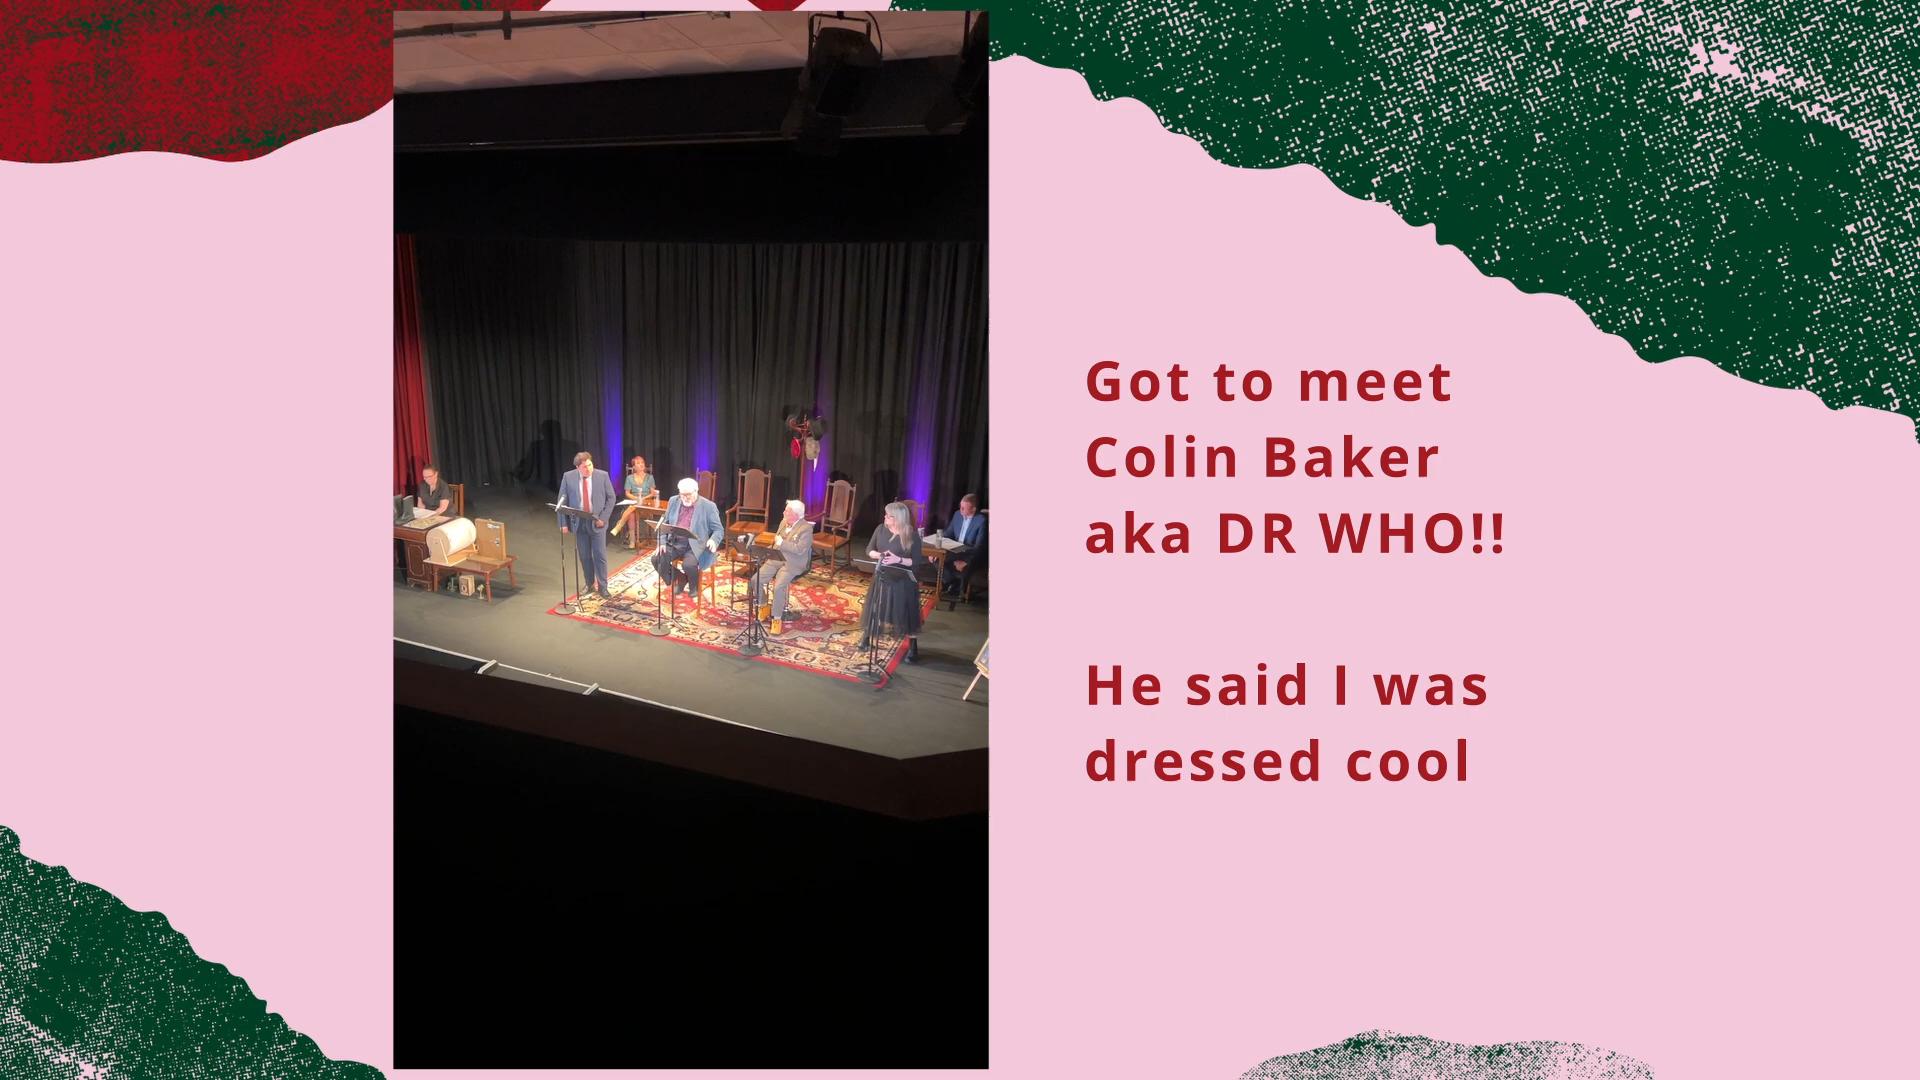 Got to meet
Colin Baker
aka DR WHO!!
He said I was
dressed cool